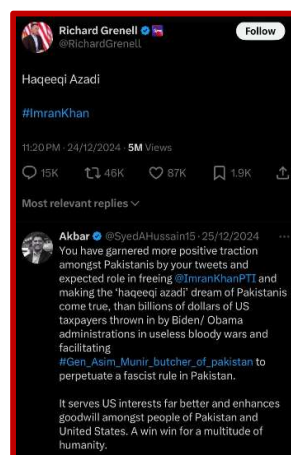 Richard Grenell
@RichardGrenell
Follow
Haqeeqi Azadi
#ImranKhan
11:20 PM · 24/12/2024 · 5M Views
15K 46K 87K 1.9K
Most relevant replies
Akbar @SyedAHussain15 · 25/12/2024 ...
You have garnered more positive traction
amongst Pakistanis by your tweets and
expected role in freeing @ImranKhanPTI and
making the ‘haqeeqi azadi’ dream of Pakistanis
come true, than billions of dollars of US
taxpayers thrown in by Biden/ Obama
administrations in useless bloody wars and
facilitating
#Gen_Asim_Munir_butcher_of_pakistan to
perpetuate a fascist rule in Pakistan.
It serves US interests far better and enhances
goodwill amongst people of Pakistan and
United States. A win win for a multitude of
humanity.